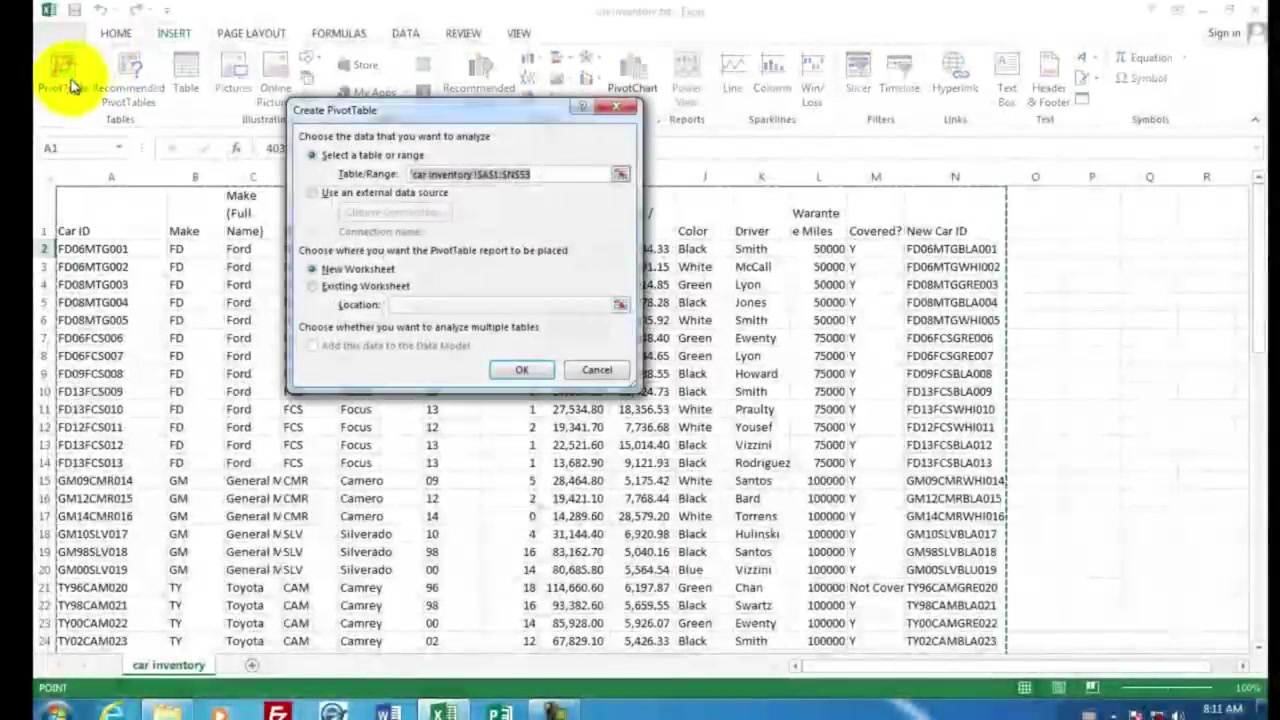 car inventory.txt - Excel
HOME INSERT PAGE LAYOUT FORMULAS DATA REVIEW VIEW Sign in
PivotTable Recommended PivotTables Table Pictures Online Store My Apps Recommended PivotChart Power View Line Column Win/ Loss Slicer Timeline Hyperlink Text Box Header & Footer Equation Symbol
Tables Reports Sparklines Filters Links Text Symbols
A1
Create PivotTable
Choose the data that you want to analyze
Select a table or range
Table/Range: 'car inventory'!$A$1:$N$53
Use an external data source
Choose Connection...
Connection name:
Choose where you want the PivotTable report to be placed
New Worksheet
Existing Worksheet
Location:
Choose whether you want to analyze multiple tables
Add this data to the Data Model
OK Cancel
A B C J K L M N O P Q R
1 Car ID Make Make (Full Name) Color Driver Warante e Miles Covered? New Car ID
2 FD06MTG001 FD Ford 4.33 Black Smith 50000 Y FD06MTGBLA001
3 FD06MTG002 FD Ford 1.15 White McCall 50000 Y FD06MTGWHI002
4 FD08MTG003 FD Ford 4.85 Green Lyon 50000 Y FD08MTGGRE003
5 FD08MTG004 FD Ford 8.28 Black Jones 50000 Y FD08MTGBLA004
6 FD08MTG005 FD Ford 5.92 White Smith 50000 Y FD08MTGWHI005
7 FD06FCS006 FD Ford 8.40 Green Ewenty 75000 Y FD06FCSGRE006
8 FD06FCS007 FD Ford 4.65 Green Lyon 75000 Y FD06FCSGRE007
9 FD09FCS008 FD Ford Black Howard 75000 Y FD09FCSBLA008
10 FD13FCS009 FD Ford 4.73 Black Smith 75000 Y FD13FCSBLA009
11 FD13FCS010 FD Ford FCS Focus 13 1 27,534.80 18,356.53 White Praulty 75000 Y FD13FCSWHI010
12 FD12FCS011 FD Ford FCS Focus 12 2 19,341.70 7,736.68 White Yousef 75000 Y FD12FCSWHI011
13 FD13FCS012 FD Ford FCS Focus 13 1 22,521.60 15,014.40 Black Vizzini 75000 Y FD13FCSBLA012
14 FD13FCS013 FD Ford FCS Focus 13 1 13,682.90 9,121.93 Black Rodriguez 75000 Y FD13FCSBLA013
15 GM09CMR014 GM General M CMR Camero 09 5 28,464.80 5,175.42 White Santos 100000 Y GM09CMRWHI014
16 GM12CMR015 GM General M CMR Camero 12 2 19,421.10 7,768.44 Black Bard 100000 Y GM12CMRBLA015
17 GM14CMR016 GM General M CMR Camero 14 0 14,289.60 28,579.20 White Torrens 100000 Y GM14CMRWHI016
18 GM10SLV017 GM General M SLV Silverado 10 4 31,144.40 6,920.98 Black Hulinski 100000 Y GM10SLVBLA017
19 GM98SLV018 GM General M SLV Silverado 98 16 83,162.70 5,040.16 Black Santos 100000 Y GM98SLVBLA018
20 GM00SLV019 GM General M SLV Silverado 00 14 80,685.80 5,564.54 Blue Vizzini 100000 Y GM00SLVBLU019
21 TY96CAM020 TY Toyota CAM Camrey 96 18 114,660.60 6,197.87 Green Chan 100000 Not Cover TY96CAMGRE020
22 TY98CAM021 TY Toyota CAM Camrey 98 16 93,382.60 5,659.55 Black Swartz 100000 Y TY98CAMBLA021
23 TY00CAM022 TY Toyota CAM Camrey 00 14 85,928.00 5,926.07 Green Ewenty 100000 Y TY00CAMGRE022
24 TY02CAM023 TY Toyota CAM Camrey 02 12 67,829.10 5,426.33 Black Smith 100000 Y TY02CAMBLA023
car inventory
POINT 100%
8:11 AM